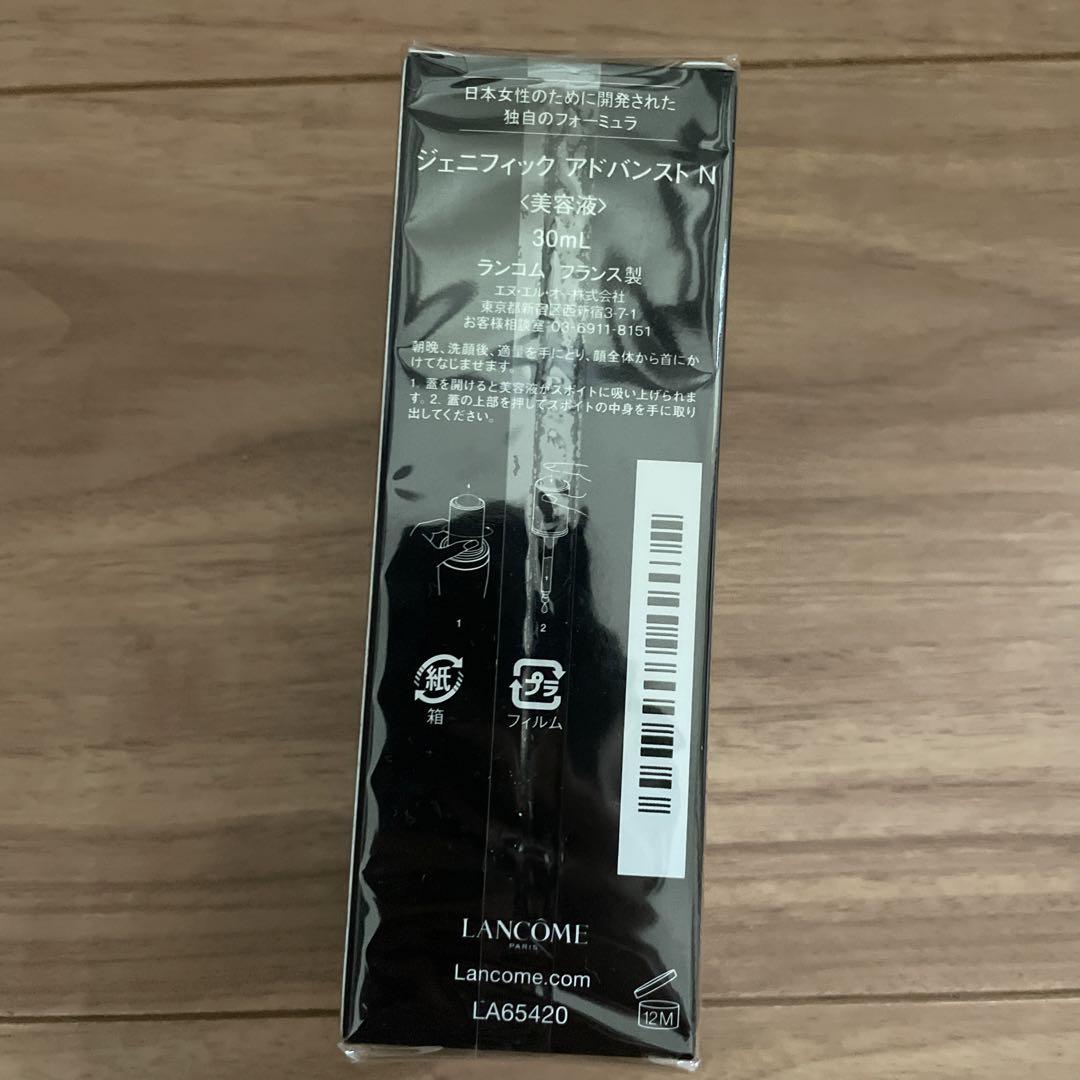 日本女性のために開発された
独自のフォーミュラ
ジェニフィック アドバンスト N
〈美容液〉
30mL
ランコム フランス製
エヌ・エル・オー株式会社
東京都新宿区西新宿3-7-1
お客様相談室 03-6911-8151
朝晩、洗顔後、適量を手にとり、顔全体から首にか
けてなじませます。
1. 蓋を開けると美容液がスポイトに吸い上げられま
す。2. 蓋の上部を押してスポイトの中身を手に取り
出してください。
1
2
紙
箱
プラ
フィルム
LANCÔME
PARIS
Lancome.com
LA65420
12M